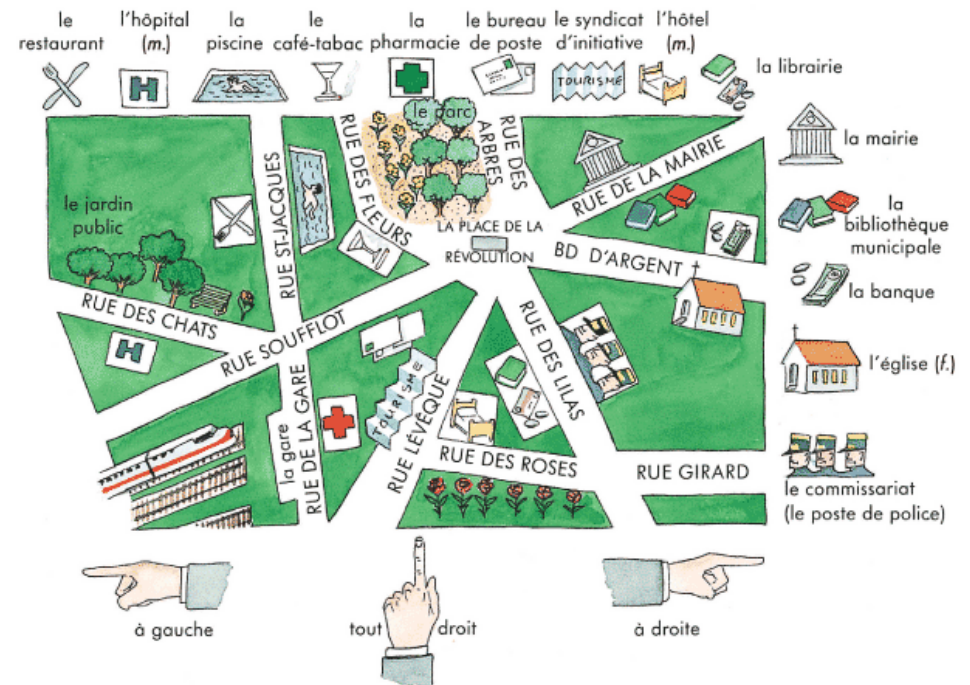 le
restaurant
l'hôpital
(m.)
la
piscine
le
café-tabac
la
pharmacie
le bureau
de poste
le syndicat
d'initiative
l'hôtel
(m.)
la librairie
H
TOURISME
le parc
RUE DES
ARBRES
RUE DES FLEURS
RUE ST-JACQUES
RUE DE LA MAIRIE
la mairie
le jardin
public
LA PLACE DE LA
RÉVOLUTION
BD D'ARGENT
la
bibliothèque
municipale
la banque
RUE DES CHATS
H
RUE SOUFFLOT
RUE DES LILAS
l'église (f.)
la gare
RUE DE LA GARE
TOURISME
RUE LÉVÊQUE
RUE DES ROSES
RUE GIRARD
le commissariat
(le poste de police)
à gauche
tout droit
à droite